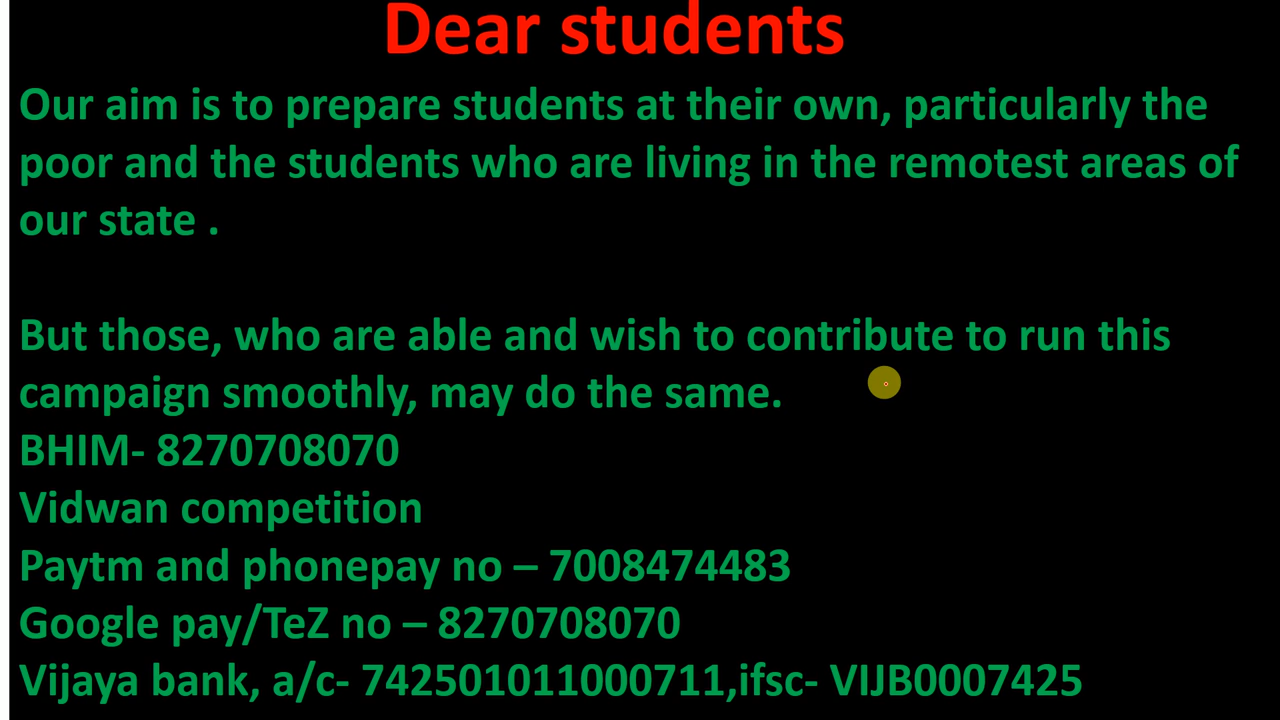 Dear students
Our aim is to prepare students at their own, particularly the
poor and the students who are living in the remotest areas of
our state .
But those, who are able and wish to contribute to run this
campaign smoothly, may do the same.
BHIM- 8270708070
Vidwan competition
Paytm and phonepay no – 7008474483
Google pay/TeZ no – 8270708070
Vijaya bank, a/c- 742501011000711,ifsc- VIJB0007425